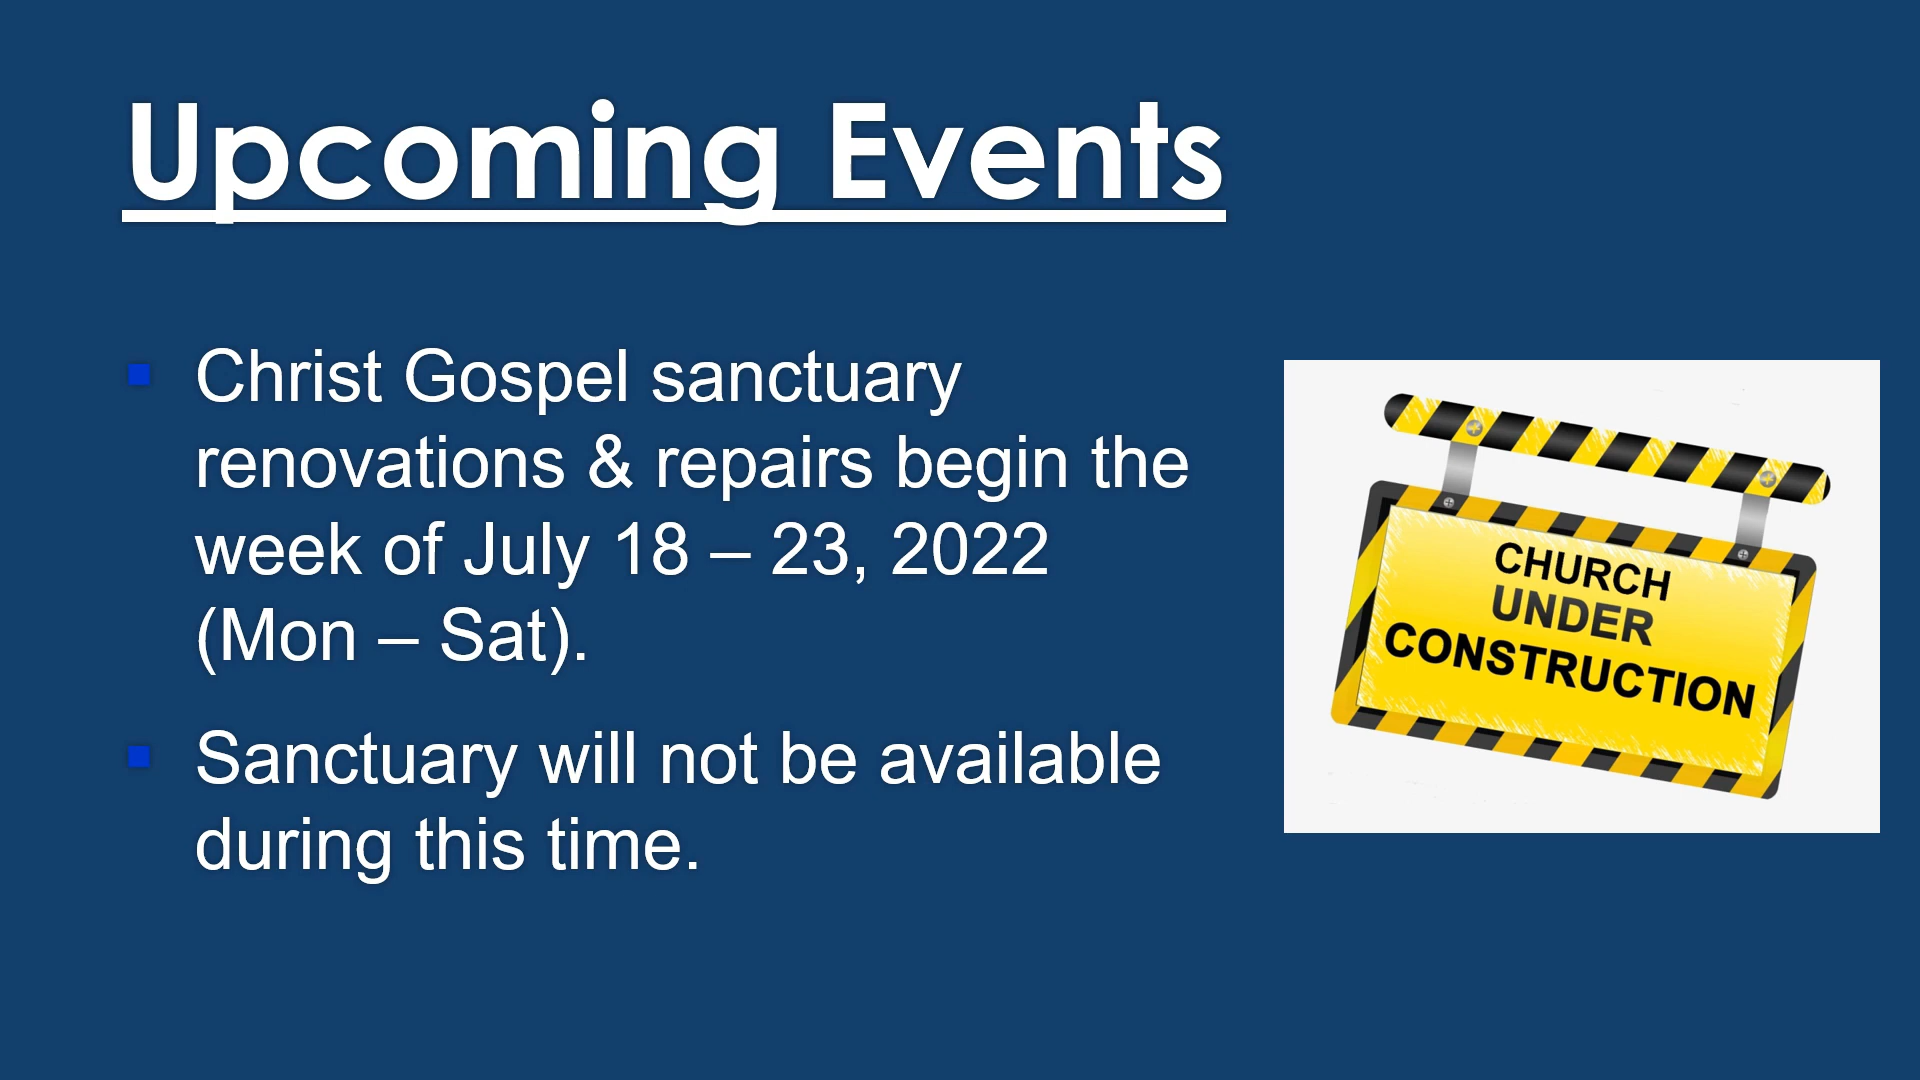 Upcoming Events
Christ Gospel sanctuary
renovations & repairs begin the
week of July 18 – 23, 2022
(Mon – Sat).
Sanctuary will not be available
during this time.
CHURCH
UNDER
CONSTRUCTION